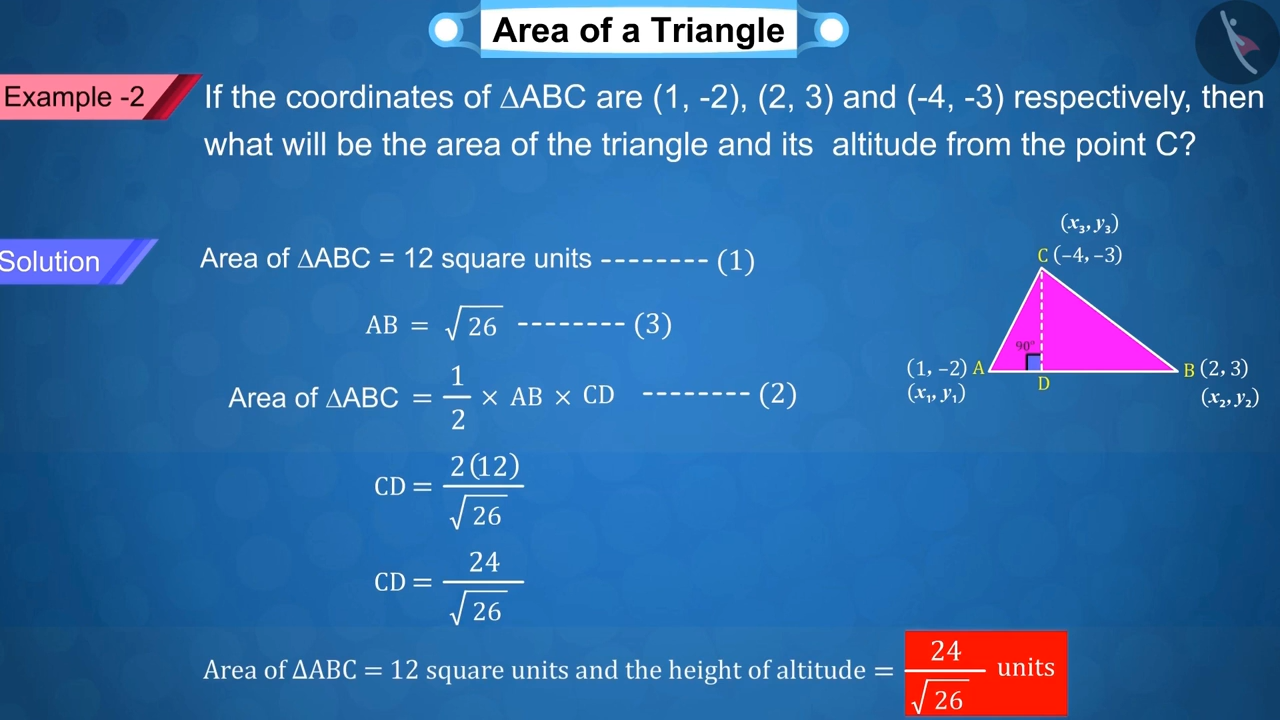 Area of a Triangle
Example -2
If the coordinates of ∆ABC are (1, -2), (2, 3) and (-4, -3) respectively, then
what will be the area of the triangle and its altitude from the point C?
Solution
Area of ∆ABC = 12 square units -------- (1)
AB = √26 -------- (3)
Area of ∆ABC = 1/2 × AB × CD -------- (2)
CD = 2(12)/√26
CD = 24/√26
(x₃, y₃)
C (−4, −3)
90°
(1, −2) A
(x₁, y₁)
D
B (2, 3)
(x₂, y₂)
Area of ∆ABC = 12 square units and the height of altitude = 24/√26 units